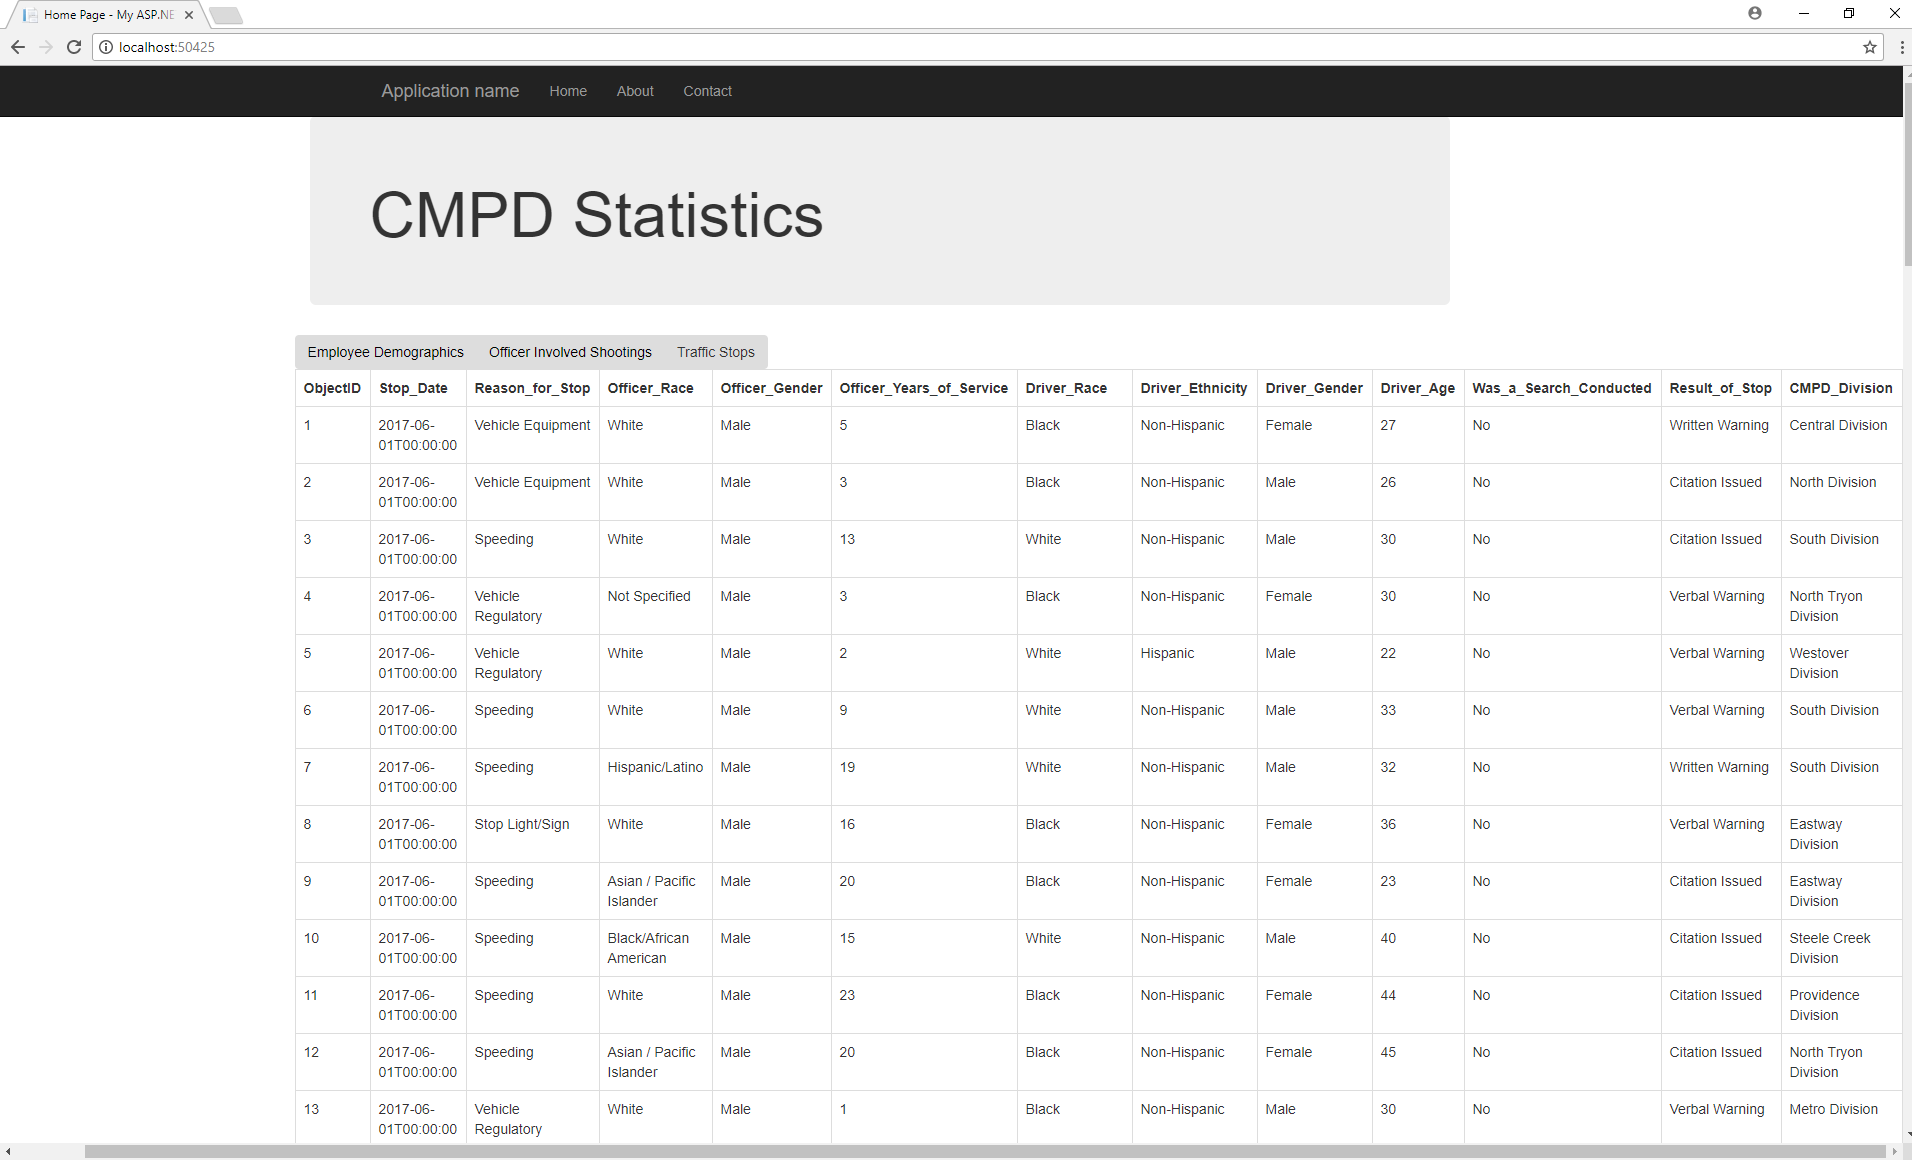 Home Page - My ASP.NE
localhost:50425
Application name Home About Contact
CMPD Statistics
Employee Demographics Officer Involved Shootings Traffic Stops
ObjectID Stop_Date Reason_for_Stop Officer_Race Officer_Gender Officer_Years_of_Service Driver_Race Driver_Ethnicity Driver_Gender Driver_Age Was_a_Search_Conducted Result_of_Stop CMPD_Division
1 2017-06- Vehicle Equipment White Male 5 Black Non-Hispanic Female 27 No Written Warning Central Division
01T00:00:00
2 2017-06- Vehicle Equipment White Male 3 Black Non-Hispanic Male 26 No Citation Issued North Division
01T00:00:00
3 2017-06- Speeding White Male 13 White Non-Hispanic Male 30 No Citation Issued South Division
01T00:00:00
4 2017-06- Vehicle Not Specified Male 3 Black Non-Hispanic Female 30 No Verbal Warning North Tryon
01T00:00:00 Regulatory Division
5 2017-06- Vehicle White Male 2 White Hispanic Male 22 No Verbal Warning Westover
01T00:00:00 Regulatory Division
6 2017-06- Speeding White Male 9 White Non-Hispanic Male 33 No Verbal Warning South Division
01T00:00:00
7 2017-06- Speeding Hispanic/Latino Male 19 White Non-Hispanic Male 32 No Written Warning South Division
01T00:00:00
8 2017-06- Stop Light/Sign White Male 16 Black Non-Hispanic Female 36 No Verbal Warning Eastway
01T00:00:00 Division
9 2017-06- Speeding Asian / Pacific Male 20 Black Non-Hispanic Female 23 No Citation Issued Eastway
01T00:00:00 Islander Division
10 2017-06- Speeding Black/African Male 15 White Non-Hispanic Male 40 No Citation Issued Steele Creek
01T00:00:00 American Division
11 2017-06- Speeding White Male 23 Black Non-Hispanic Female 44 No Citation Issued Providence
01T00:00:00 Division
12 2017-06- Speeding Asian / Pacific Male 20 Black Non-Hispanic Female 45 No Citation Issued North Tryon
01T00:00:00 Islander Division
13 2017-06- Vehicle White Male 1 Black Non-Hispanic Male 30 No Verbal Warning Metro Division
01T00:00:00 Regulatory